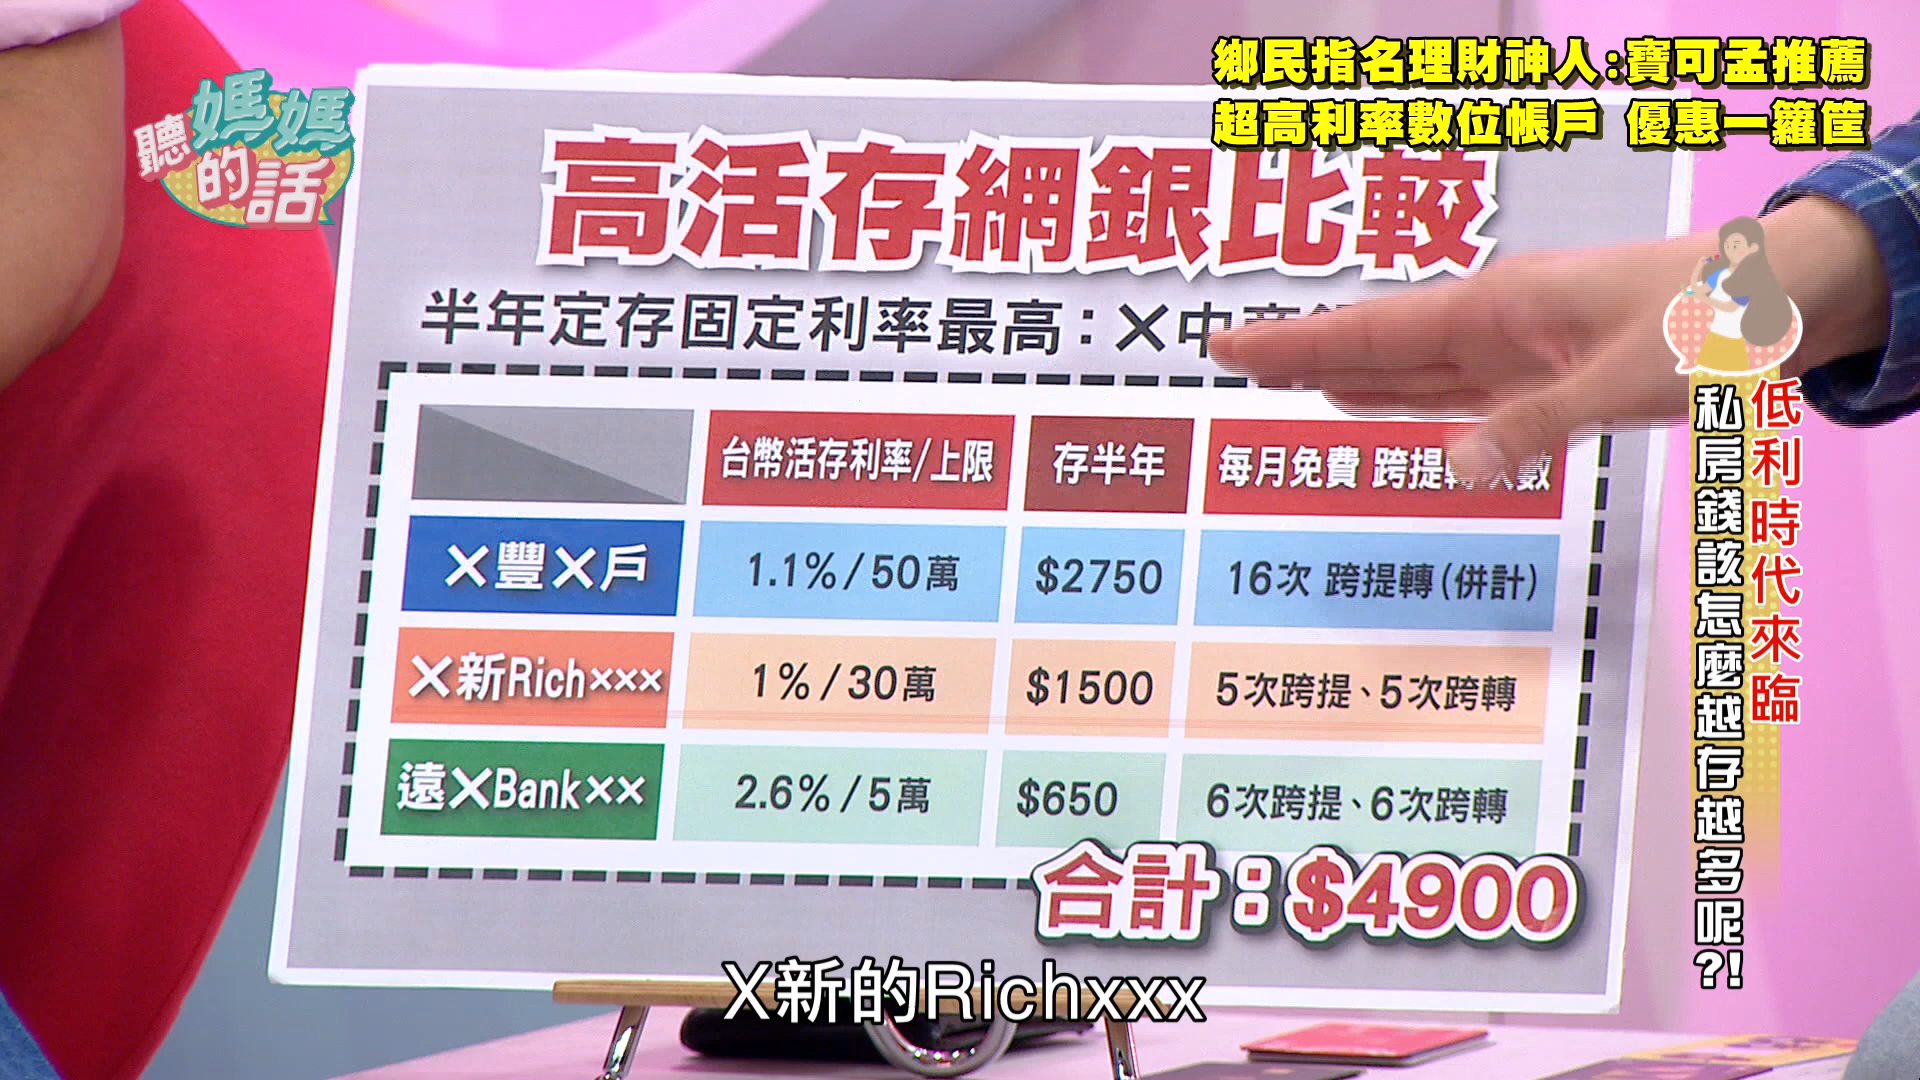 鄉民指名理財神人:寶可孟推薦
超高利率數位帳戶 優惠一籮筐
聽媽媽的話
高活存網銀比較
半年定存固定利率最高:X中商
台幣活存利率/上限 存半年 每月免費 跨提轉次數
X豐X戶 1.1%/50萬 $2750 16次 跨提轉(併計)
X新Rich××× 1%/30萬 $1500 5次跨提、5次跨轉
遠XBank×× 2.6%/5萬 $650 6次跨提、6次跨轉
合計:$4900
低利時代來臨
私房錢該怎麼越存越多呢?!
X新的Richxxx